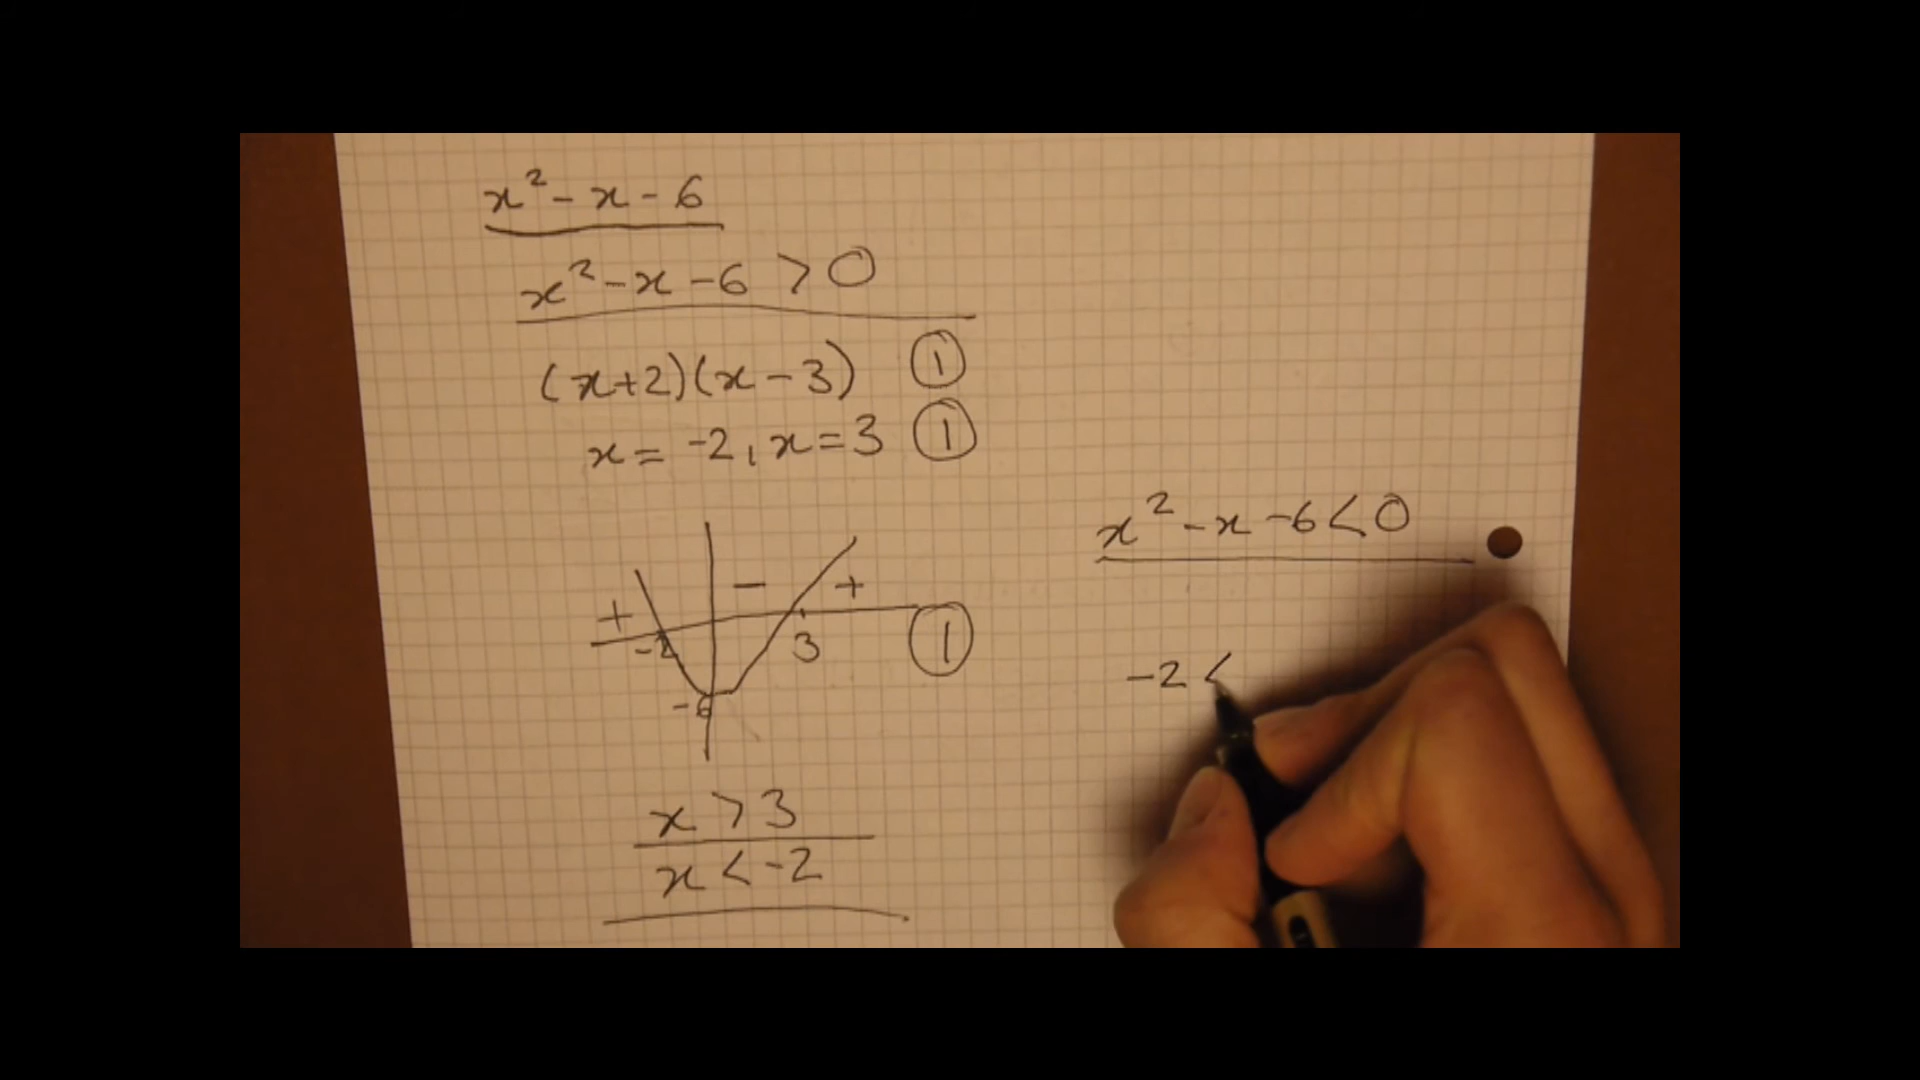 x² - x - 6
x² - x - 6 > 0
(x+2)(x-3) 1
x = -2, x = 3 1
+ - +
-2 3 1
-6
x > 3
x < -2
x² - x - 6 < 0
-2 <